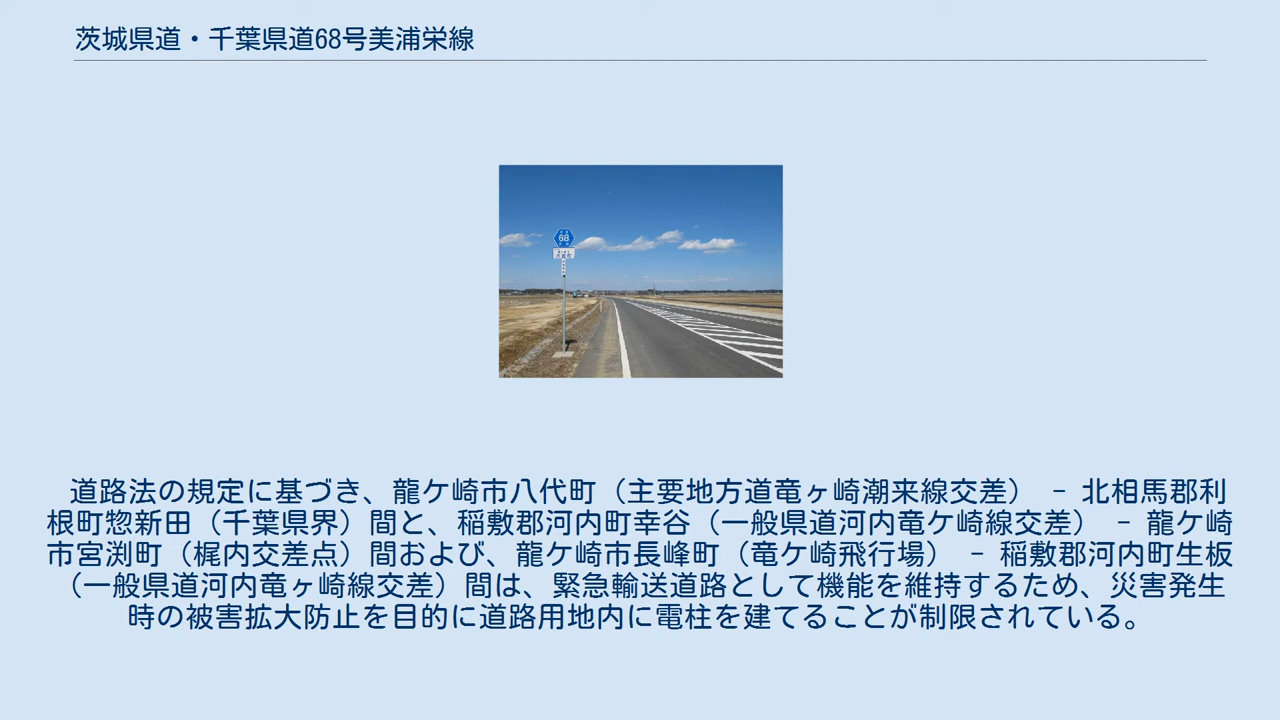 茨城県道・千葉県道68号美浦栄線
68
道路法の規定に基づき、龍ケ崎市八代町（主要地方道竜ヶ崎潮来線交差） － 北相馬郡利
根町惣新田（千葉県界）間と、稲敷郡河内町幸谷（一般県道河内竜ケ崎線交差） － 龍ケ崎
市宮渕町（梶内交差点）間および、龍ケ崎市長峰町（竜ケ崎飛行場） － 稲敷郡河内町生板
（一般県道河内竜ヶ崎線交差）間は、緊急輸送道路として機能を維持するため、災害発生
時の被害拡大防止を目的に道路用地内に電柱を建てることが制限されている。